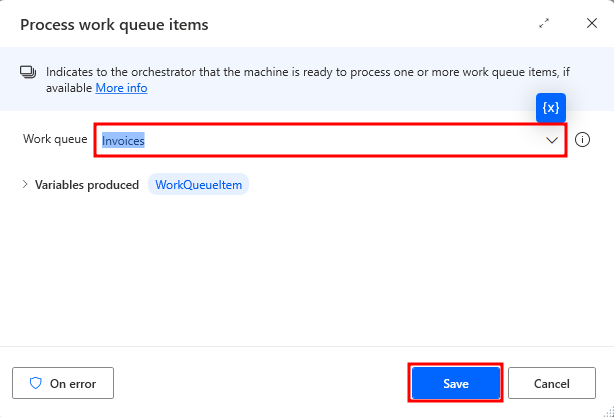 Process work queue items
Indicates to the orchestrator that the machine is ready to process one or more work queue items, if
available More info
{x}
Work queue Invoices
Variables produced WorkQueueItem
On error Save Cancel